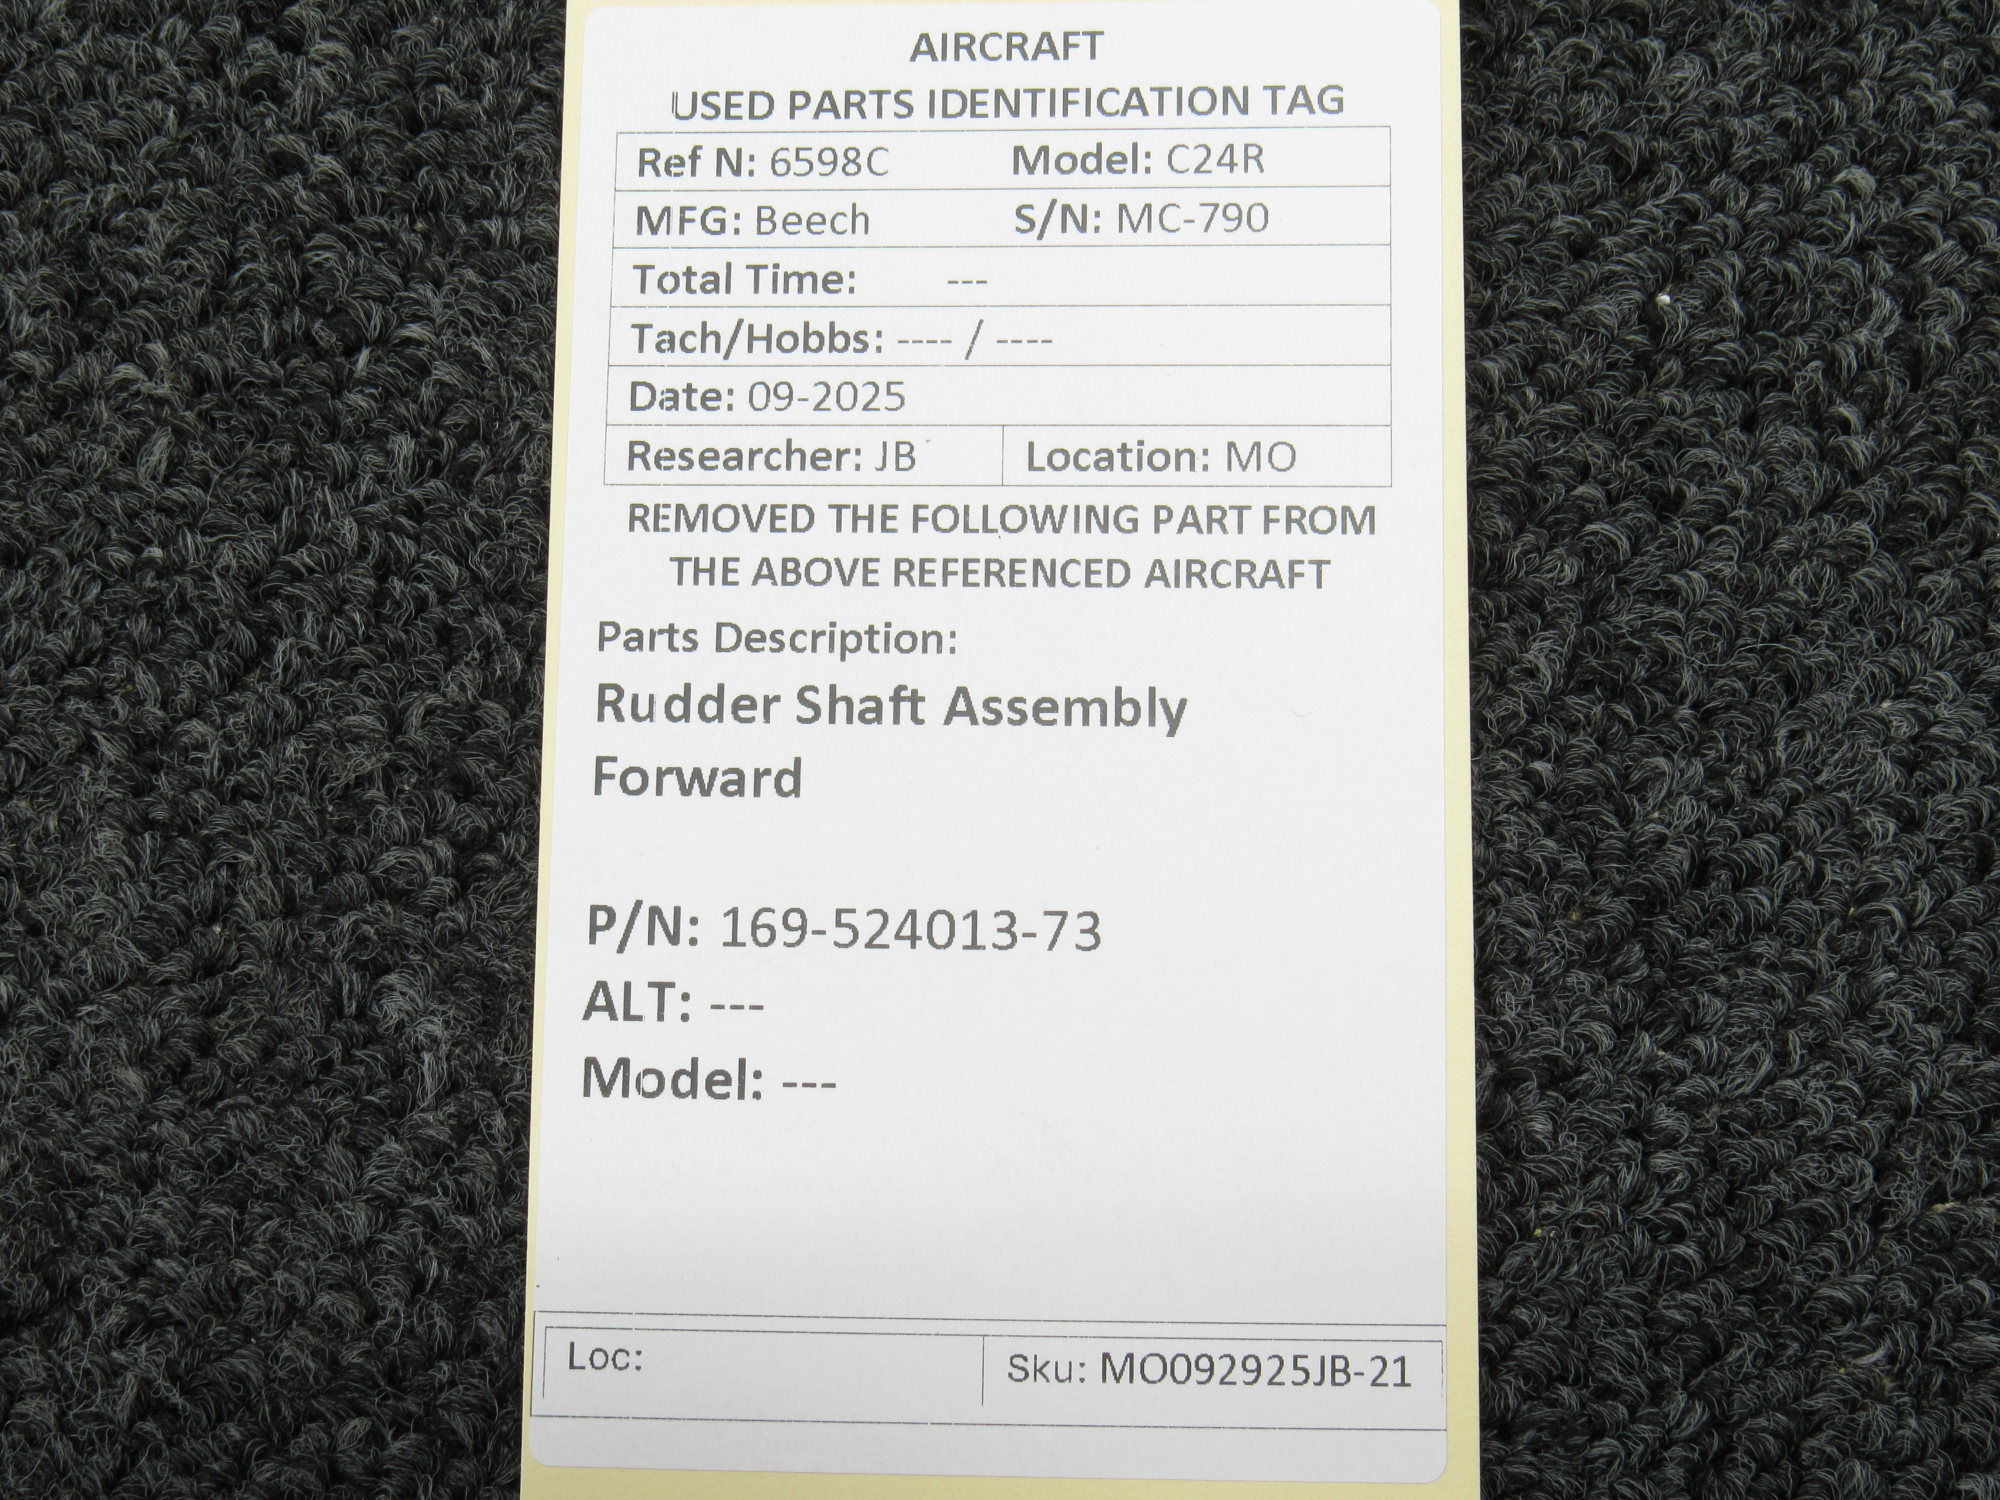 AIRCRAFT
USED PARTS IDENTIFICATION TAG
Ref N: 6598C Model: C24R
MFG: Beech S/N: MC-790
Total Time: ---
Tach/Hobbs: ---- / ----
Date: 09-2025
Researcher: JB Location: MO
REMOVED THE FOLLOWING PART FROM
THE ABOVE REFERENCED AIRCRAFT
Parts Description:
Rudder Shaft Assembly
Forward
P/N: 169-524013-73
ALT: ---
Model: ---
Loc: Sku: MO092925JB-21